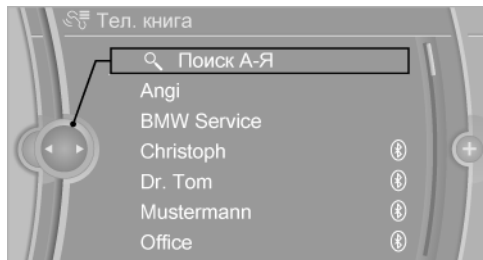 Тел. книга
Поиск А-Я
Angi
BMW Service
Christoph
Dr. Tom
Mustermann
Office